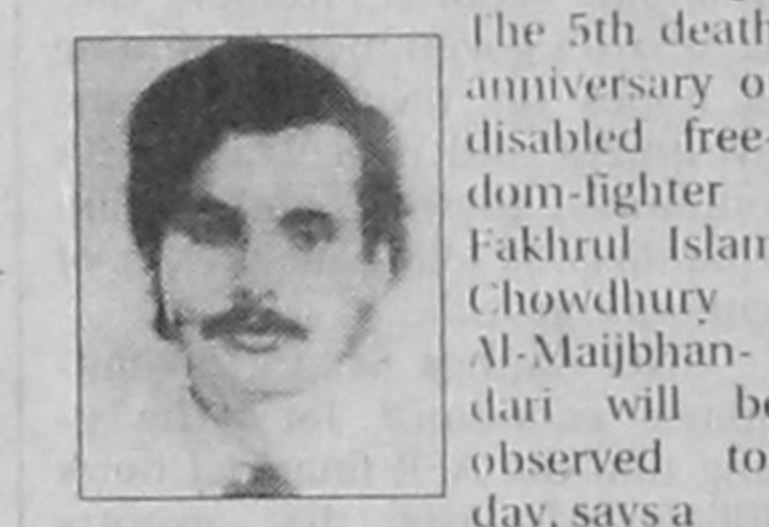 The 5th death
anniversary o
disabled free-
dom-fighter
Fakhrul Islam
Chowdhury
Al-Maijbhan-
dari will be
observed to-
day, says a